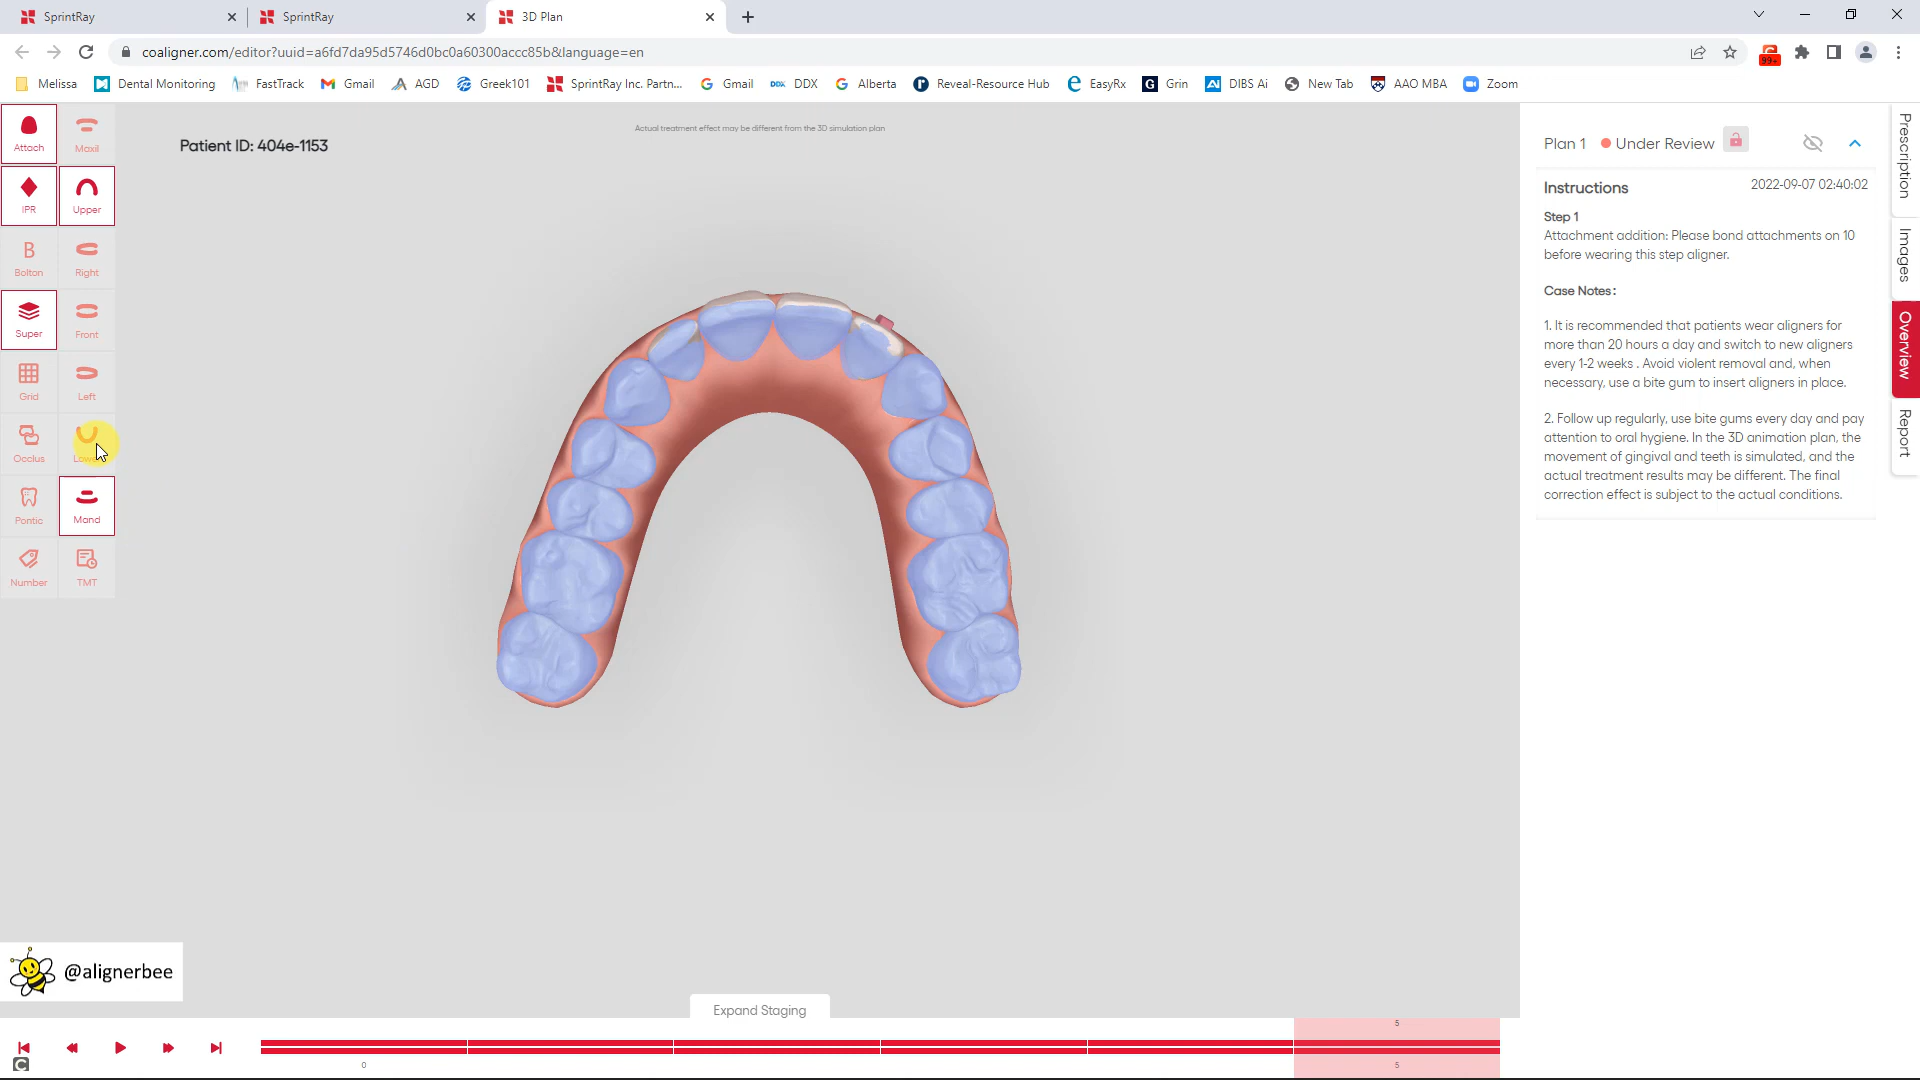 SprintRay
SprintRay
3D Plan
coaligner.com/editor?uuid=a6fd7da95d5746d0bc0a60300accc85b&language=en
99+
Melissa
Dental Monitoring
FastTrack
Gmail
AGD
Greek101
SprintRay Inc. Partn...
Gmail
DDX
Alberta
Reveal-Resource Hub
EasyRx
Grin
DIBS Ai
New Tab
AAO MBA
Zoom
Attach
Maxil
IPR
Upper
B
Bolton
Right
Super
Front
Grid
Left
Occlus
Pontic
Mand
Number
TMT
Patient ID: 404e-1153
Actual treatment effect may be different from the 3D simulation plan
Plan 1
Under Review
Instructions
2022-09-07 02:40:02
Step 1
Attachment addition: Please bond attachments on 10
before wearing this step aligner.
Case Notes:
1. It is recommended that patients wear aligners for
more than 20 hours a day and switch to new aligners
every 1-2 weeks . Avoid violent removal and, when
necessary, use a bite gum to insert aligners in place.
2. Follow up regularly, use bite gums every day and pay
attention to oral hygiene. In the 3D animation plan, the
movement of gingival and teeth is simulated, and the
actual treatment results may be different. The final
correction effect is subject to the actual conditions.
Prescription
Images
Overview
Report
@alignerbee
Expand Staging
5
0
5
C